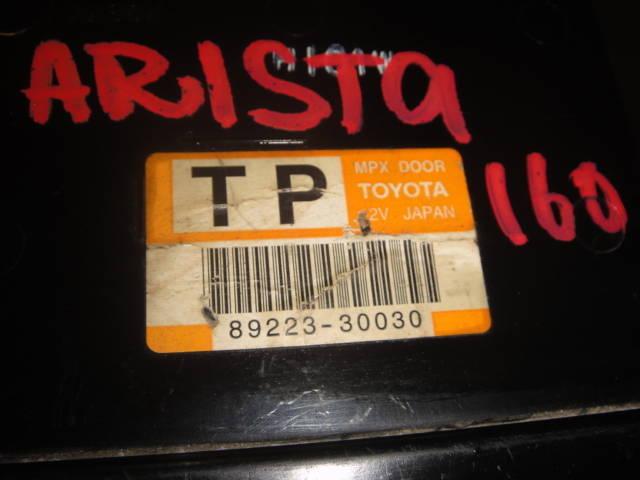 ARISTA
160
TP
MPX DOOR
TOYOTA
12V JAPAN
89223-30030